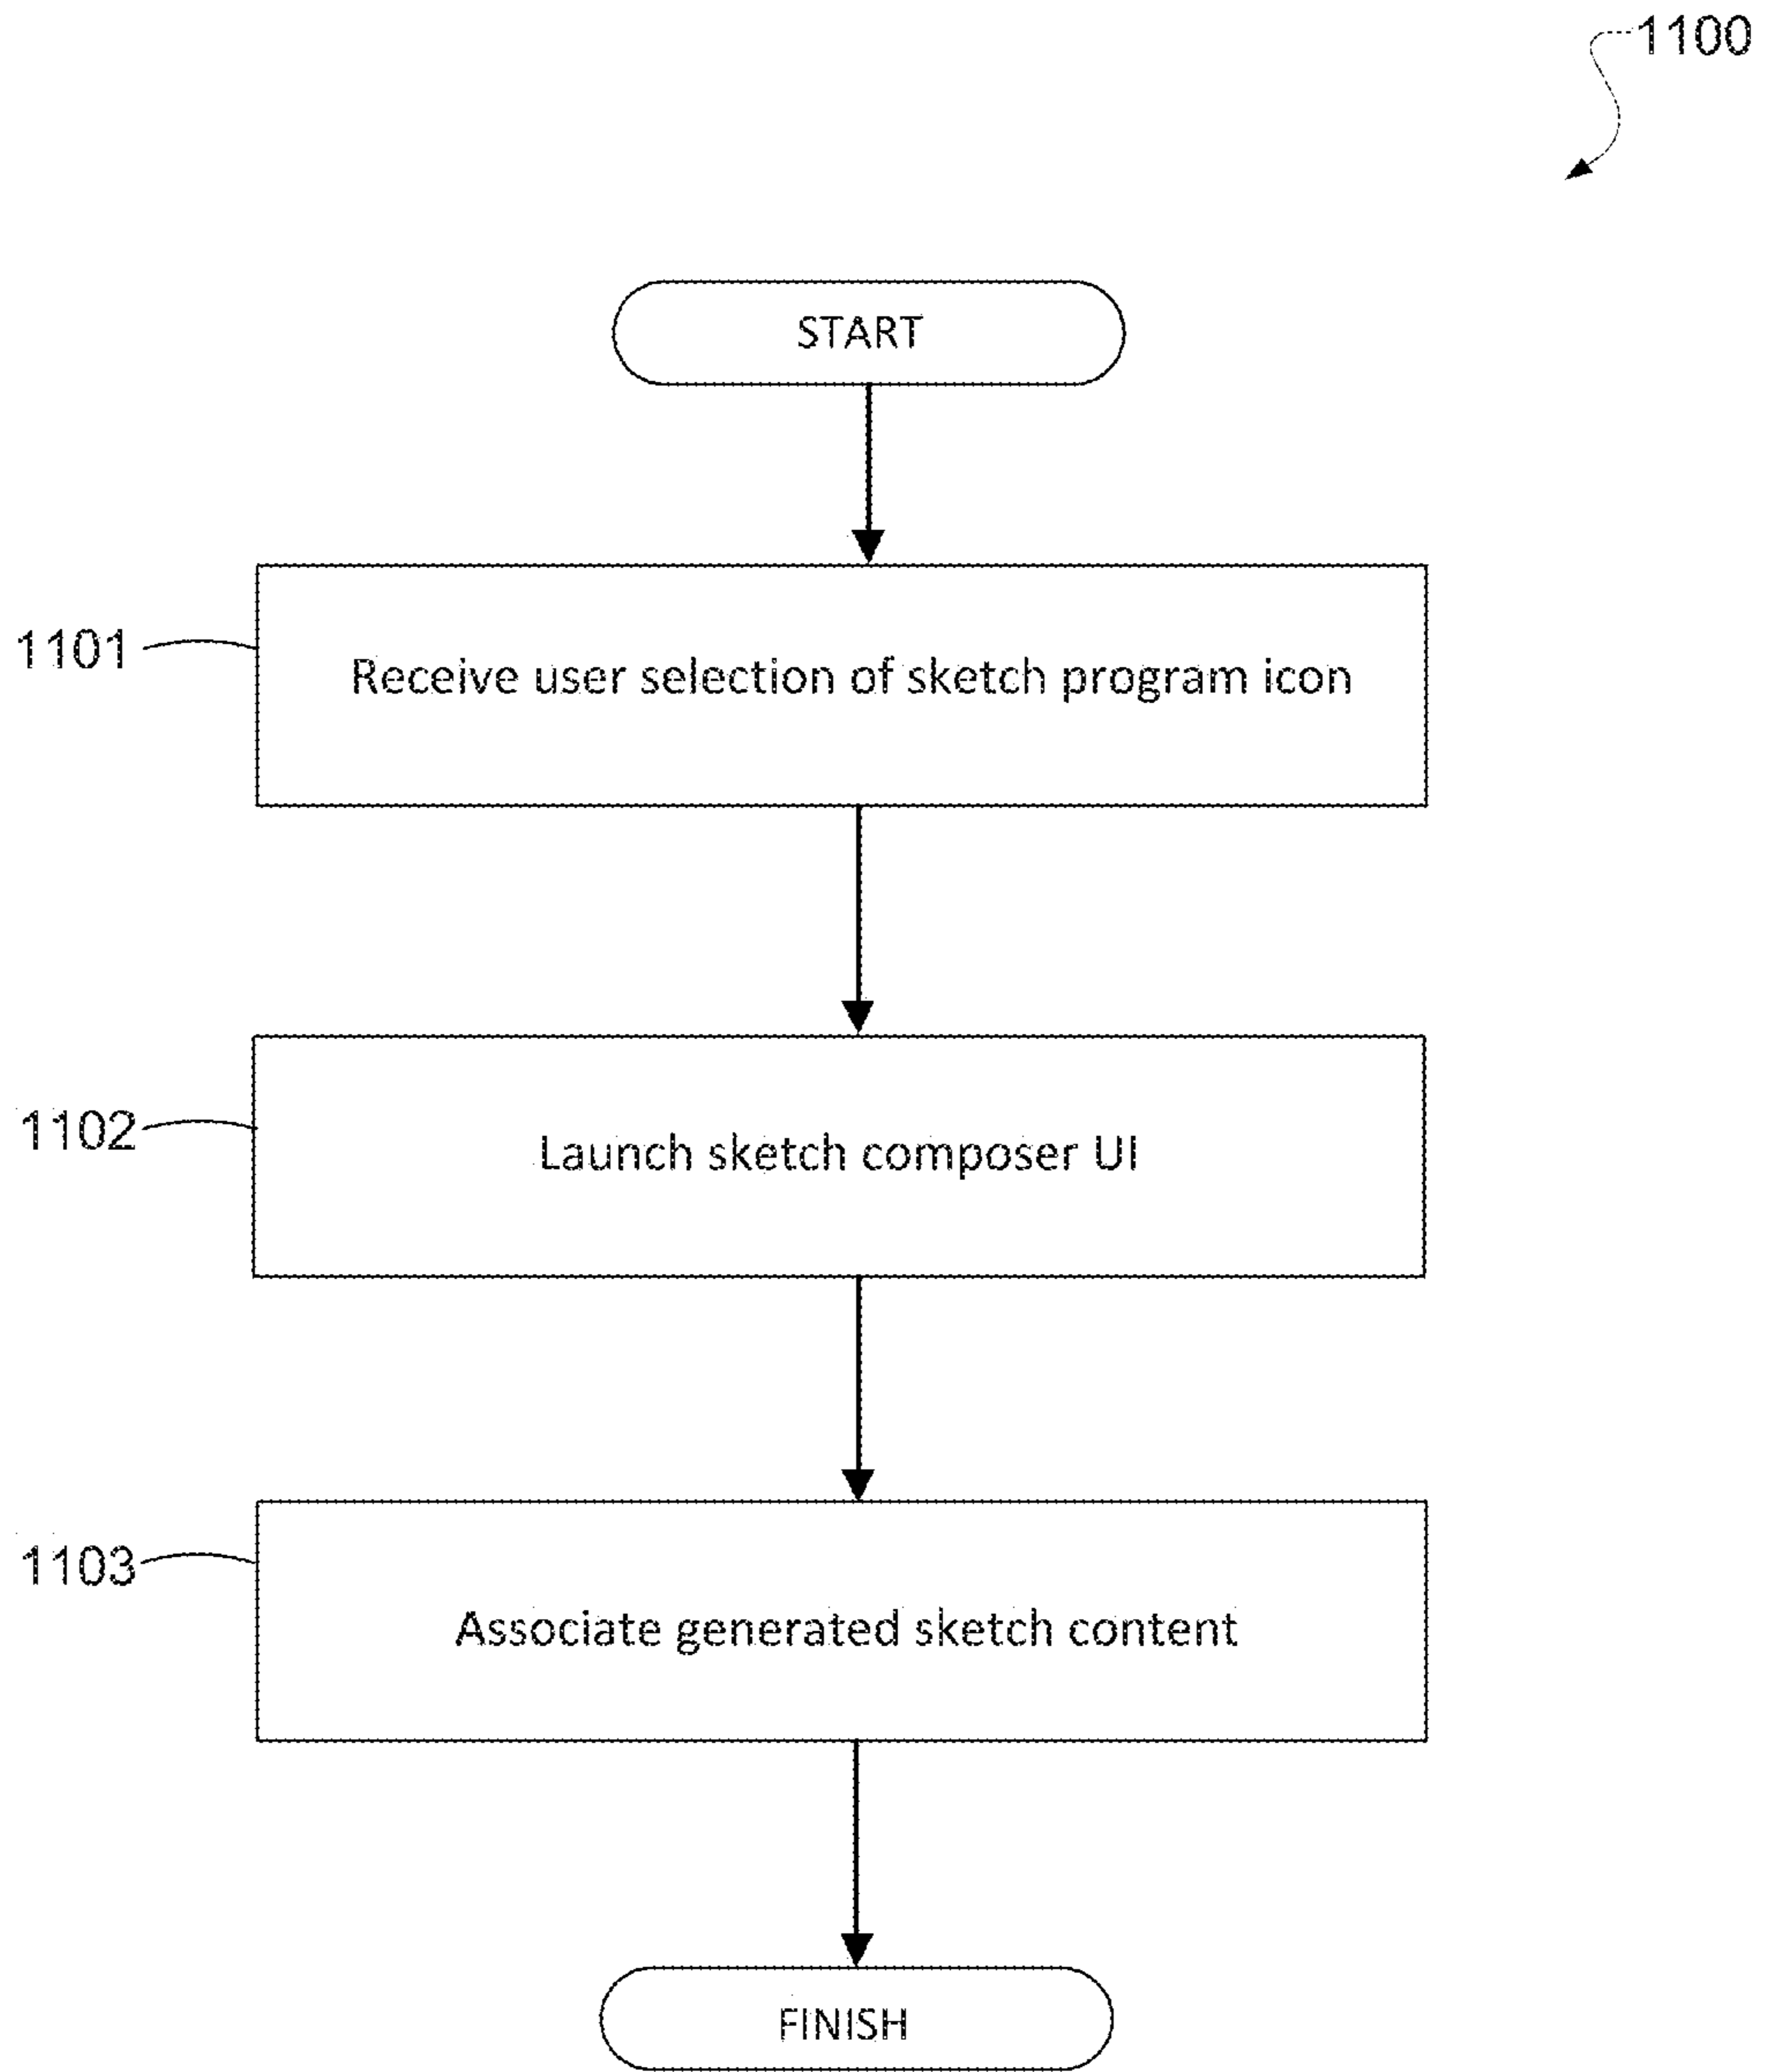 1100
START
1101
Receive user selection of sketch program icon
1102
Launch sketch composer UI
1103
Associate generated sketch content
FINISH